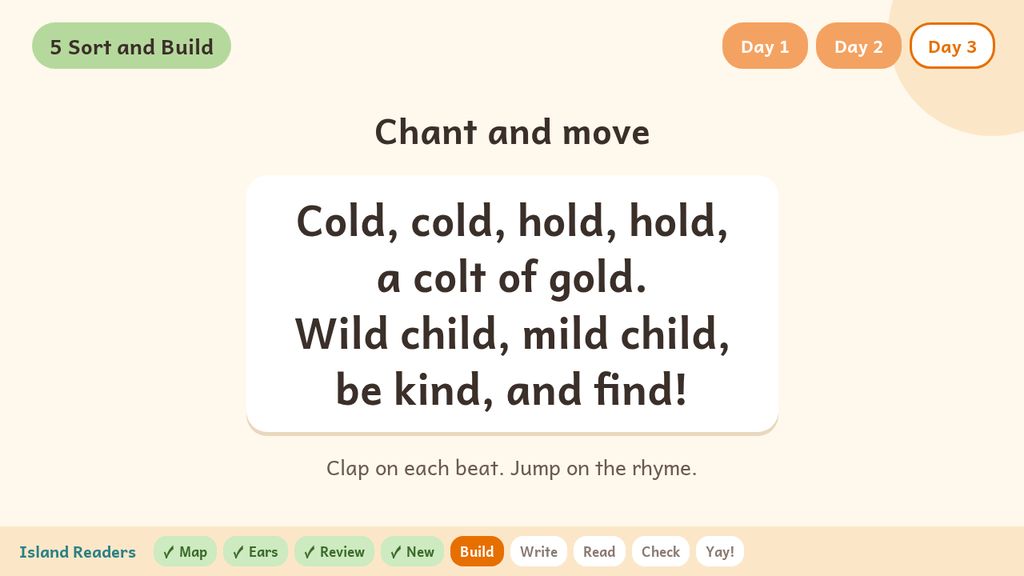 5 Sort and Build
Day 1 Day 2 Day 3
Chant and move
Cold, cold, hold, hold,
a colt of gold.
Wild child, mild child,
be kind, and find!
Clap on each beat. Jump on the rhyme.
Island Readers ✓ Map ✓ Ears ✓ Review ✓ New Build Write Read Check Yay!